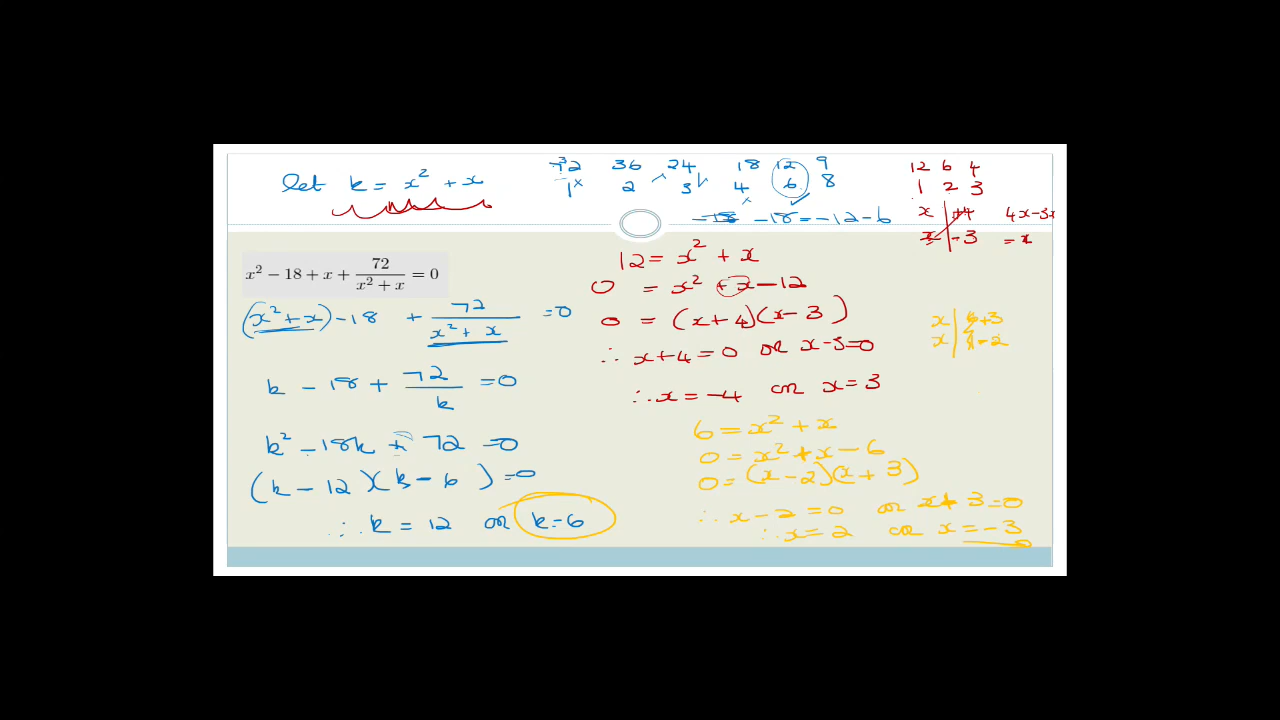 let k = x² + x
72 36 24 18 12 9
1 2 3 4 6 8
-18 = -12 - 6
12 6 4
1 2 3
x | +4 4x-3x
x | -3 = x
x² − 18 + x + 72/(x² + x) = 0
(x² + x) - 18 + 72/(x² + x) = 0
k - 18 + 72/k = 0
k² - 18k + 72 = 0
(k - 12)(k - 6) = 0
∴ k = 12 or k = 6
12 = x² + x
0 = x² + x - 12
0 = (x + 4)(x - 3)
∴ x + 4 = 0 or x - 3 = 0
∴ x = -4 or x = 3
x | +3
x | -2
6 = x² + x
0 = x² + x - 6
0 = (x - 2)(x + 3)
∴ x - 2 = 0 or x + 3 = 0
∴ x = 2 or x = -3